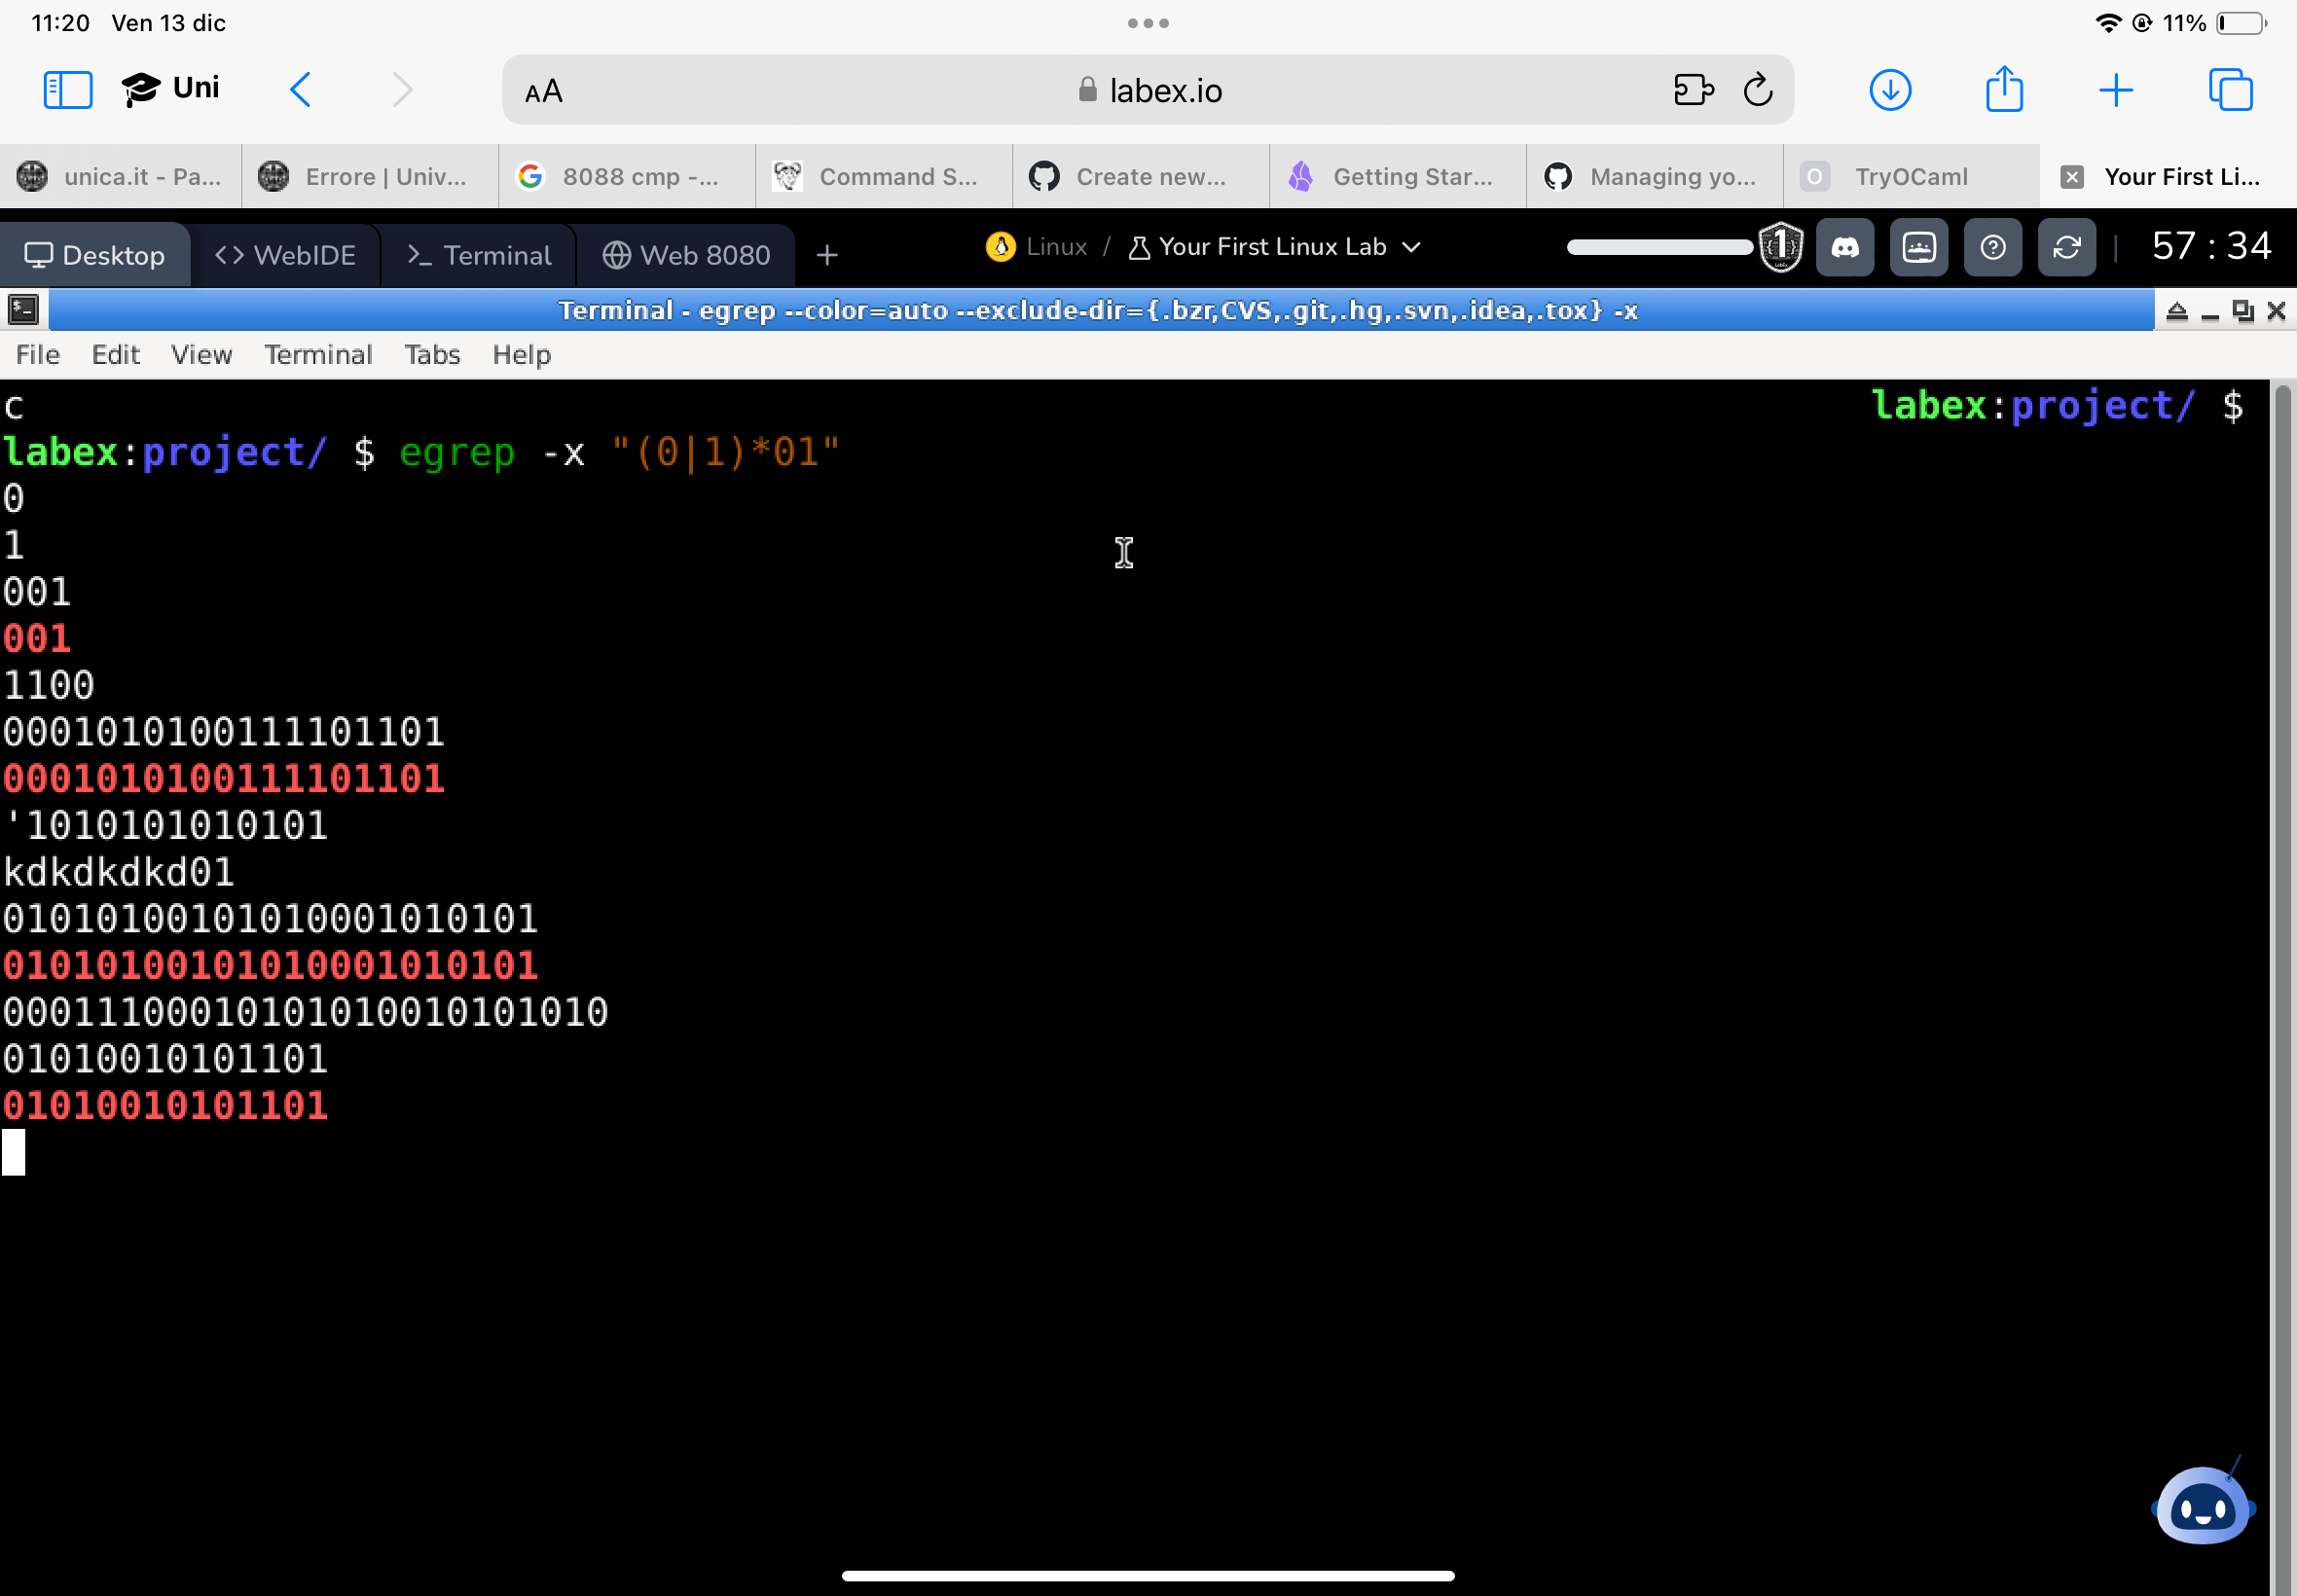 11:20 Ven 13 dic
11%
Uni
AA
labex.io
unica.it - Pa...
Errore | Univ...
8088 cmp -...
Command S...
Create new...
Getting Star...
Managing yo...
TryOCaml
Your First Li...
Desktop
WebIDE
Terminal
Web 8080
Linux / Your First Linux Lab
57 : 34
Terminal - egrep --color=auto --exclude-dir={.bzr,CVS,.git,.hg,.svn,.idea,.tox} -x
File Edit View Terminal Tabs Help
c labex:project/ $
labex:project/ $ egrep -x "(0|1)*01"
0
1
001
001
1100
0001010100111101101
0001010100111101101
'1010101010101
kdkdkdkd01
01010100101010001010101
01010100101010001010101
00011100010101010010101010
01010010101101
01010010101101